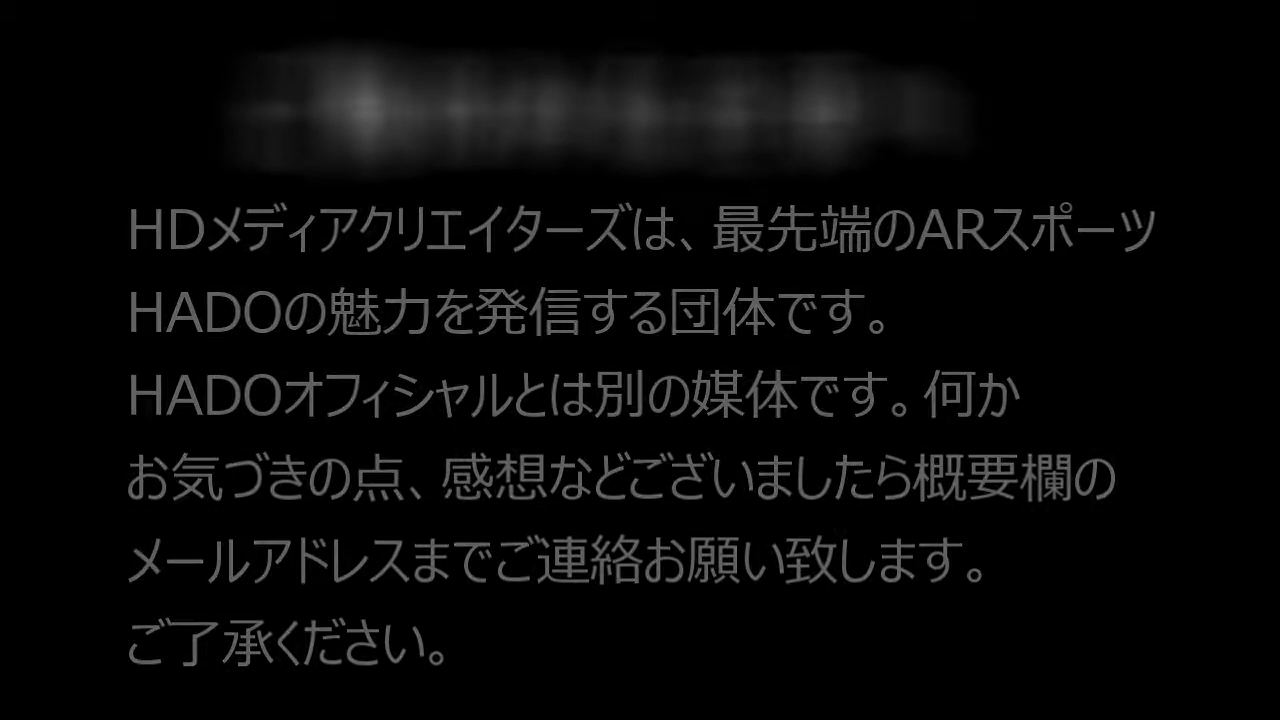 HDメディアクリエイターズは、最先端のARスポーツ
HADOの魅力を発信する団体です。
HADOオフィシャルとは別の媒体です。何か
お気づきの点、感想などございましたら概要欄の
メールアドレスまでご連絡お願い致します。
ご了承ください。